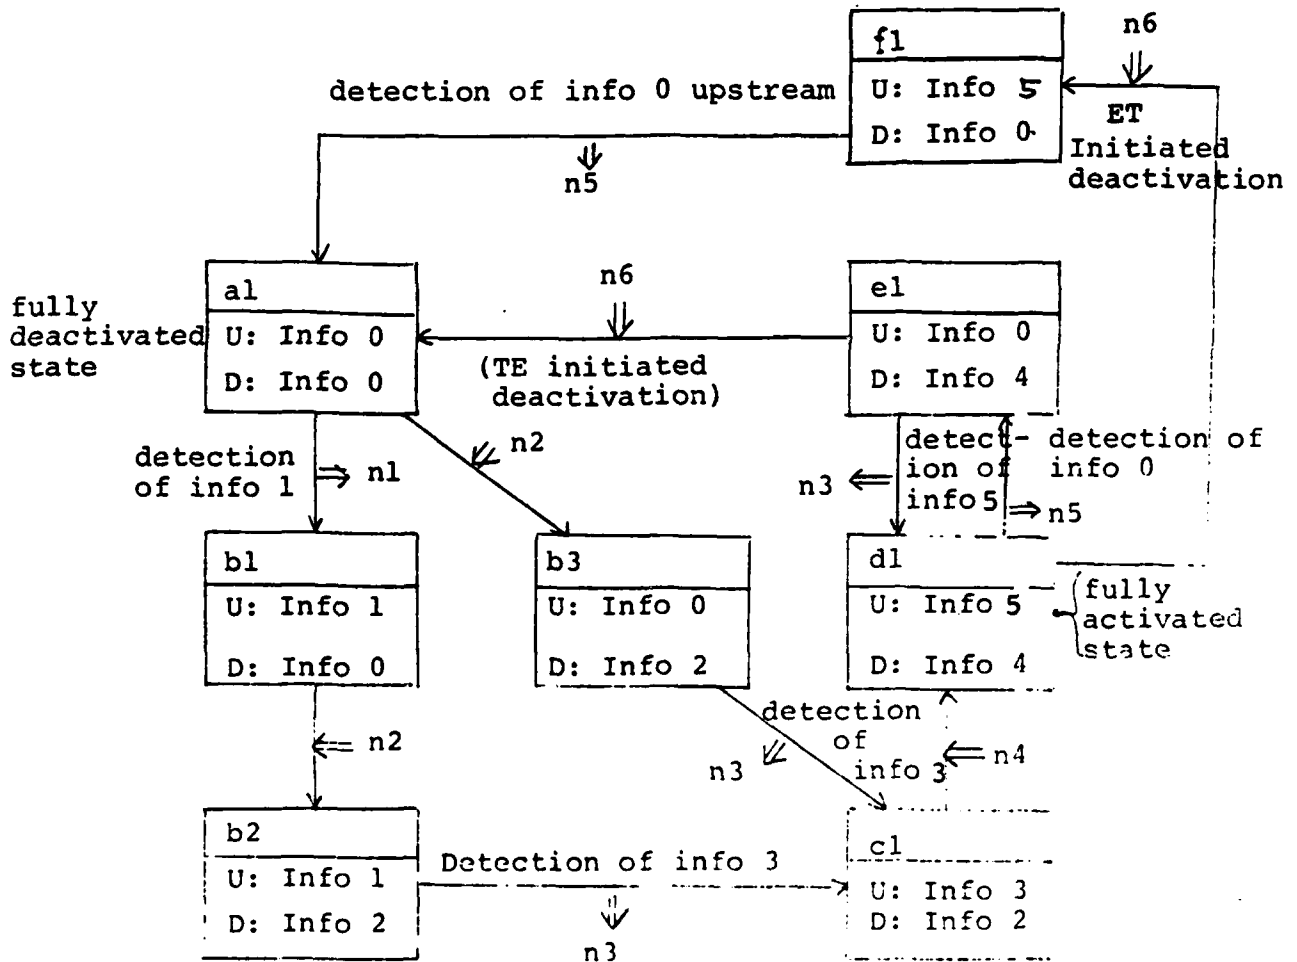 f1
U: Info 5
D: Info 0
n6
ET
Initiated
deactivation
detection of info 0 upstream
n5
fully
deactivated
state
a1
U: Info 0
D: Info 0
n6
(TE initiated
deactivation)
e1
U: Info 0
D: Info 4
detection
of info 1
n1
n2
n3
detect-
ion of
info 5
detection of
info 0
n5
b1
U: Info 1
D: Info 0
b3
U: Info 0
D: Info 2
d1
U: Info 5
D: Info 4
fully
activated
state
n2
n3
detection
of
info 3
n4
b2
U: Info 1
D: Info 2
Detection of info 3
n3
c1
U: Info 3
D: Info 2